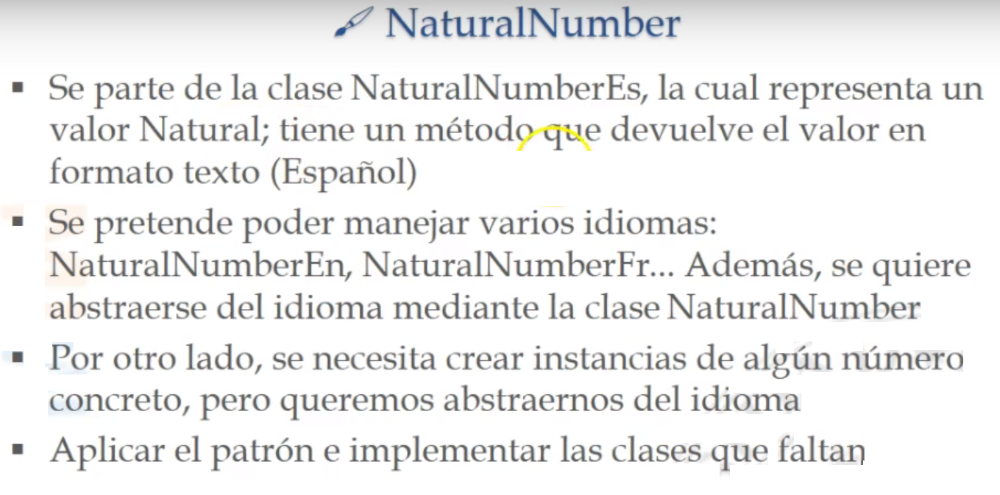 NaturalNumber
▪ Se parte de la clase NaturalNumberEs, la cual representa un
valor Natural; tiene un método que devuelve el valor en
formato texto (Español)
▪ Se pretende poder manejar varios idiomas:
NaturalNumberEn, NaturalNumberFr... Además, se quiere
abstraerse del idioma mediante la clase NaturalNumber
▪ Por otro lado, se necesita crear instancias de algún número
concreto, pero queremos abstraernos del idioma
▪ Aplicar el patrón e implementar las clases que faltan